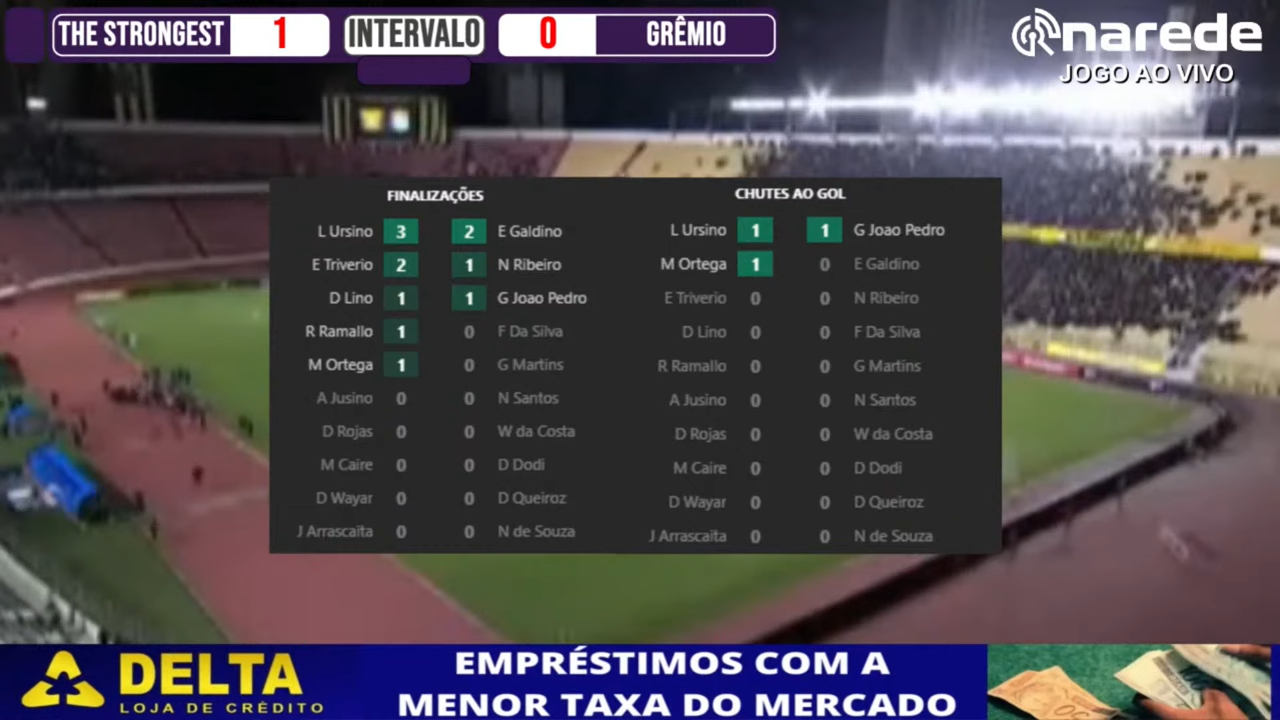 THE STRONGEST 1 INTERVALO 0 GRÊMIO
narede
JOGO AO VIVO
FINALIZAÇÕES
L Ursino 3 2 E Galdino
E Triverio 2 1 N Ribeiro
D Lino 1 1 G Joao Pedro
R Ramallo 1 0 F Da Silva
M Ortega 1 0 G Martins
A Jusino 0 0 N Santos
D Rojas 0 0 W da Costa
M Caire 0 0 D Dodi
D Wayar 0 0 D Queiroz
J Arrascaita 0 0 N de Souza
CHUTES AO GOL
L Ursino 1 1 G Joao Pedro
M Ortega 1 0 E Galdino
E Triverio 0 0 N Ribeiro
D Lino 0 0 F Da Silva
R Ramallo 0 0 G Martins
A Jusino 0 0 N Santos
D Rojas 0 0 W da Costa
M Caire 0 0 D Dodi
D Wayar 0 0 D Queiroz
J Arrascaita 0 0 N de Souza
DELTA
LOJA DE CRÉDITO
EMPRÉSTIMOS COM A
MENOR TAXA DO MERCADO